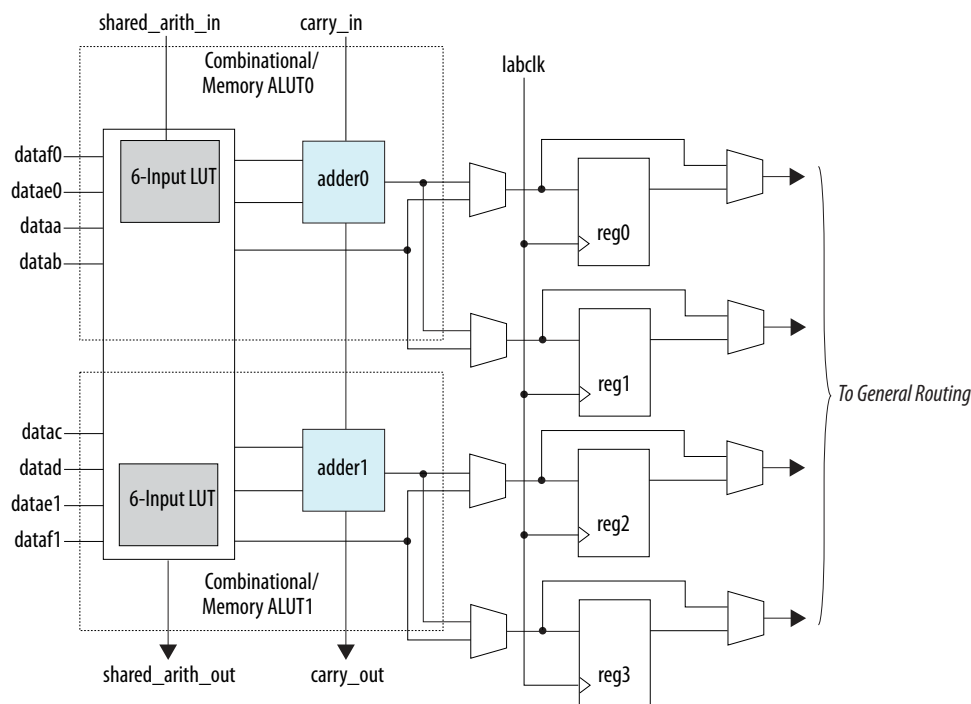 shared_arith_in
carry_in
Combinational/
Memory ALUT0
labclk
dataf0
datae0
dataa
datab
6-Input LUT
adder0
reg0
reg1
To General Routing
datac
datad
datae1
dataf1
6-Input LUT
adder1
reg2
Combinational/
Memory ALUT1
reg3
shared_arith_out
carry_out